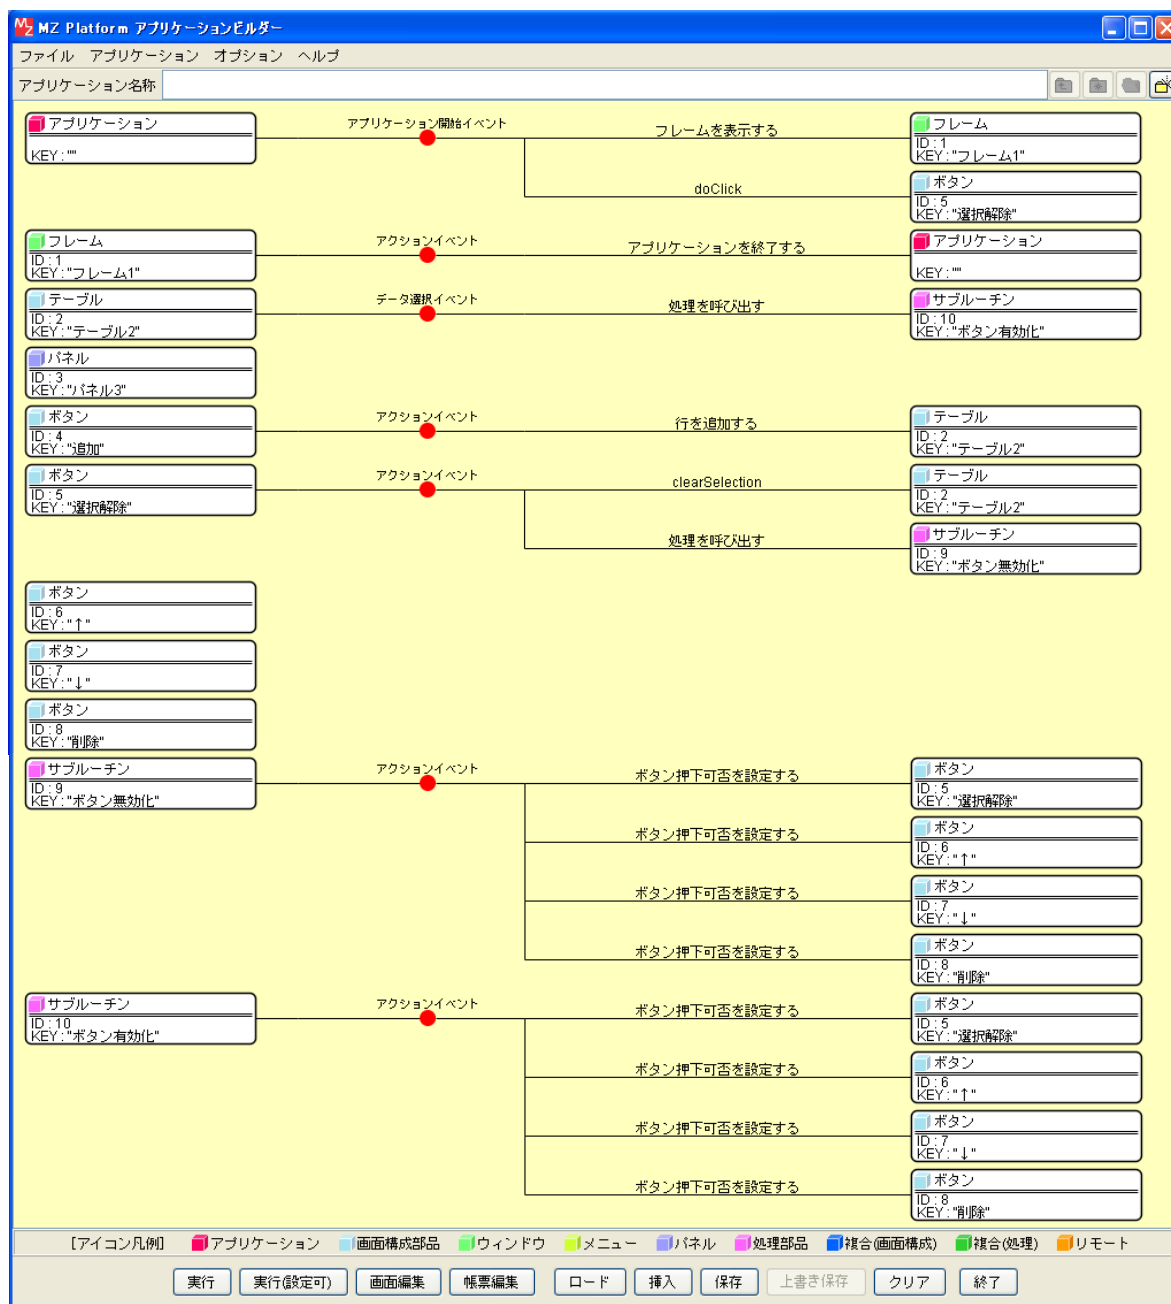 MZ Platform アプリケーションビルダー
ファイル アプリケーション オプション ヘルプ
アプリケーション名称
アプリケーション アプリケーション開始イベント フレームを表示する フレーム
KEY:"" ID:1
KEY:"フレーム1"
doClick ボタン
ID:5
KEY:"選択解除"
フレーム アクションイベント アプリケーションを終了する アプリケーション
ID:1
KEY:"フレーム1" KEY:""
テーブル データ選択イベント 処理を呼び出す サブルーチン
ID:2 ID:10
KEY:"テーブル2" KEY:"ボタン有効化"
パネル
ID:3
KEY:"パネル3"
ボタン アクションイベント 行を追加する テーブル
ID:4 ID:2
KEY:"追加" KEY:"テーブル2"
ボタン アクションイベント clearSelection テーブル
ID:5 ID:2
KEY:"選択解除" KEY:"テーブル2"
処理を呼び出す サブルーチン
ID:9
KEY:"ボタン無効化"
ボタン
ID:6
KEY:"↑"
ボタン
ID:7
KEY:"↓"
ボタン
ID:8
KEY:"削除"
サブルーチン アクションイベント ボタン押下可否を設定する ボタン
ID:9 ID:5
KEY:"ボタン無効化" KEY:"選択解除"
ボタン押下可否を設定する ボタン
ID:6
KEY:"↑"
ボタン押下可否を設定する ボタン
ID:7
KEY:"↓"
ボタン押下可否を設定する ボタン
ID:8
KEY:"削除"
サブルーチン アクションイベント ボタン押下可否を設定する ボタン
ID:10 ID:5
KEY:"ボタン有効化" KEY:"選択解除"
ボタン押下可否を設定する ボタン
ID:6
KEY:"↑"
ボタン押下可否を設定する ボタン
ID:7
KEY:"↓"
ボタン押下可否を設定する ボタン
ID:8
KEY:"削除"
[アイコン凡例] アプリケーション 画面構成部品 ウィンドウ メニュー パネル 処理部品 複合(画面構成) 複合(処理) リモート
実行 実行(設定可) 画面編集 帳票編集 ロード 挿入 保存 上書き保存 クリア 終了